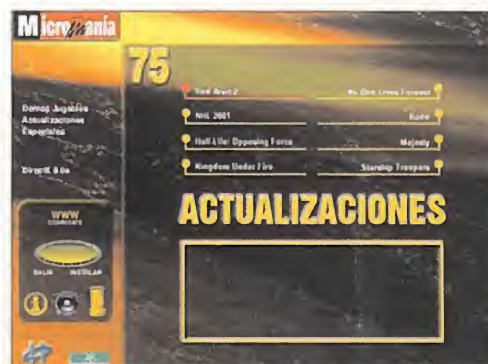 Micromanía
75
Red Alert 2
No One Lives Forever
NHL 2001
Rune
Half Life: Opposing Force
Majesty
Kingdom Under Fire
Starship Troopers
Demos Jugables
Actualizaciones
Especiales
DirectX 8.0a
WWW
CONECTATE
SALIR
INSTALAR
ACTUALIZACIONES